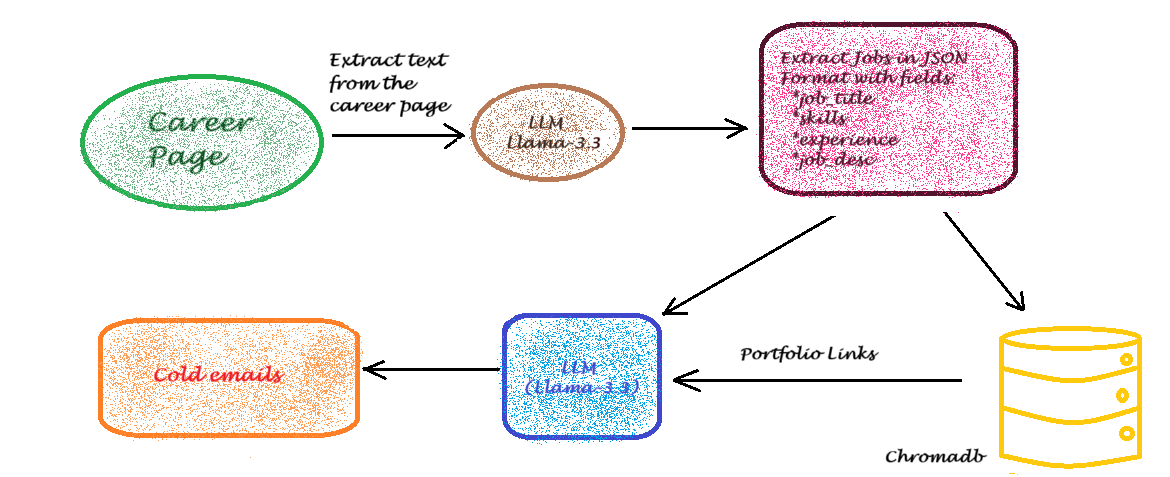 Career
Page
Extract text
from the
career page
LLM
Llama-3.3
Extract Jobs in JSON
Format with fields
*job_title
*skills
*experience
*job_desc
Cold emails
LLM
(Llama-3.3)
Portfolio Links
Chromadb